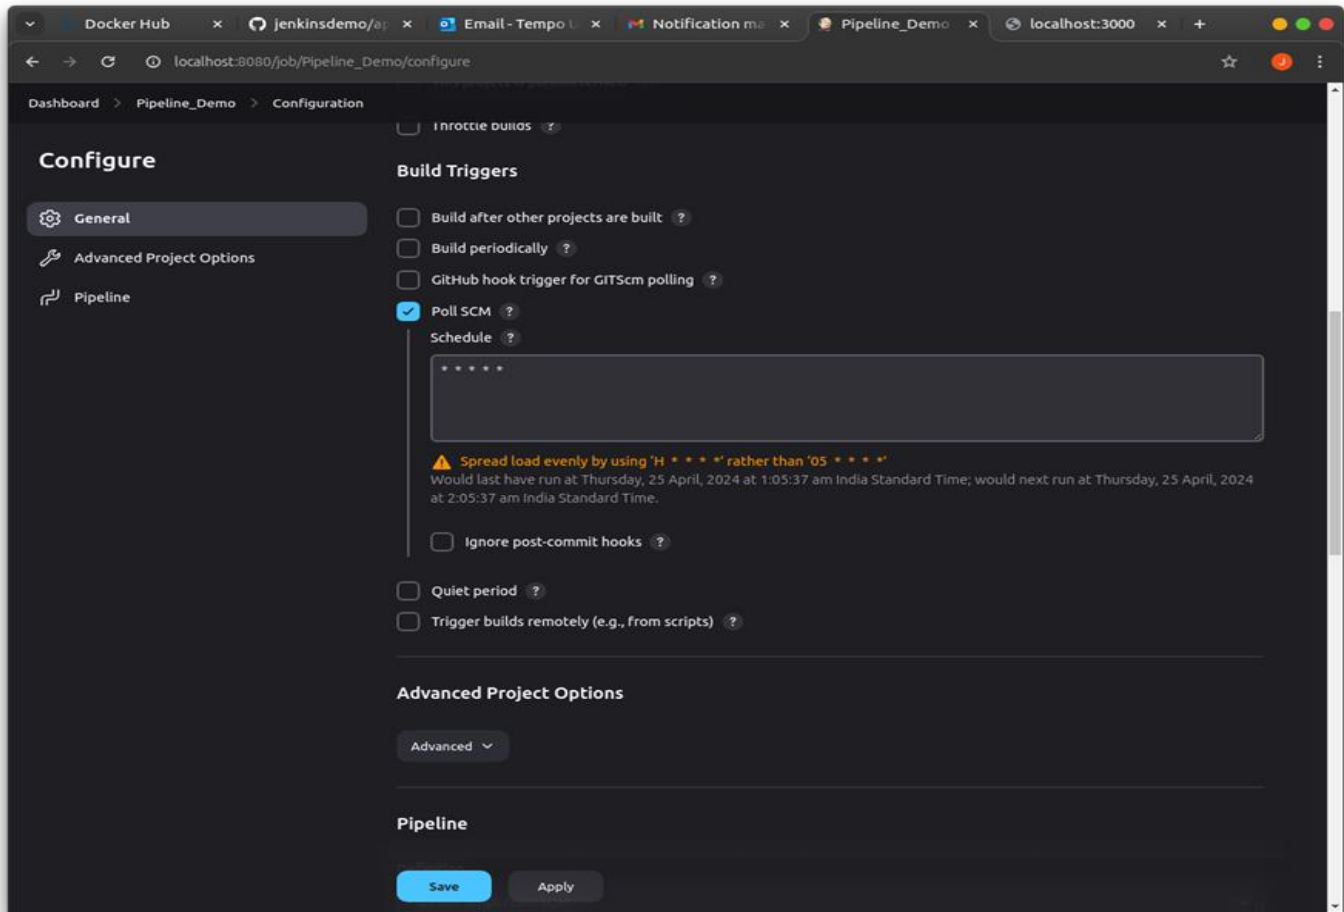 Docker Hub jenkinsdemo/ap Email - Tempo Notification ma Pipeline_Demo localhost:3000
localhost:8080/job/Pipeline_Demo/configure J
Dashboard > Pipeline_Demo > Configuration
Throttle builds ?
Configure
Build Triggers
General
Build after other projects are built ?
Build periodically ?
Advanced Project Options
GitHub hook trigger for GITScm polling ?
Pipeline
Poll SCM ?
Schedule ?
* * * * *
Spread load evenly by using 'H * * * *' rather than '05 * * * *'
Would last have run at Thursday, 25 April, 2024 at 1:05:37 am India Standard Time; would next run at Thursday, 25 April, 2024
at 2:05:37 am India Standard Time.
Ignore post-commit hooks ?
Quiet period ?
Trigger builds remotely (e.g., from scripts) ?
Advanced Project Options
Advanced
Pipeline
Save Apply